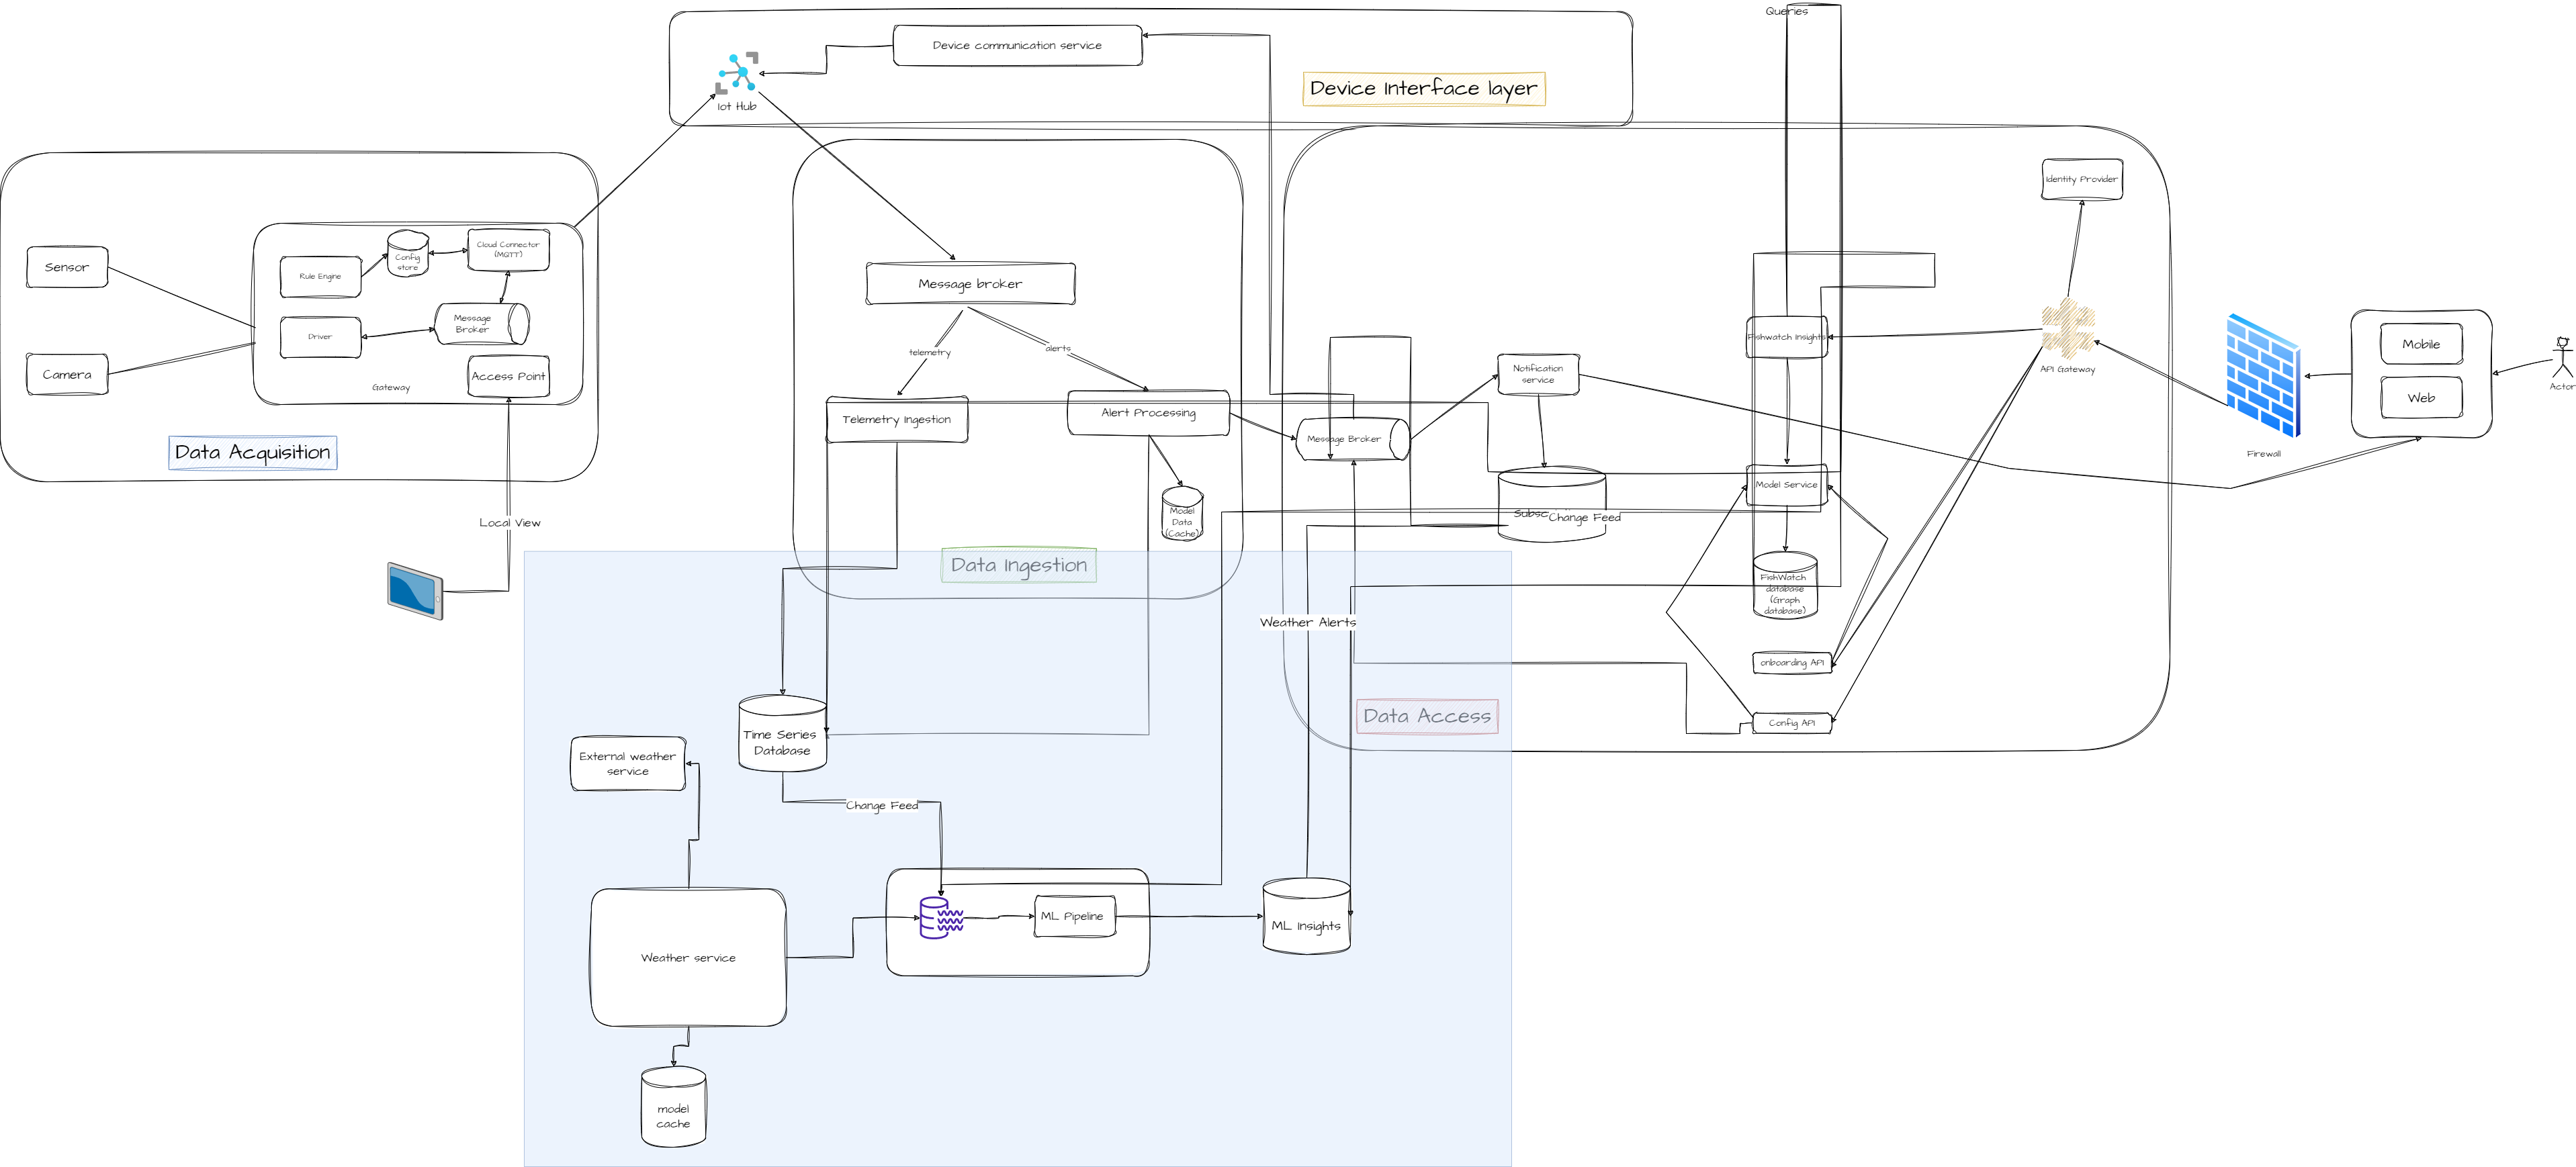 Queries
Device communication service
Device Interface layer
Iot Hub
Identity Provider
Sensor
Camera
Rule Engine
Config
store
Cloud Connector
(MQTT)
Driver
Message
Broker
Access Point
Gateway
Data Acquisition
Local View
Message broker
telemetry
alerts
Telemetry Ingestion
Alert Processing
Model
Data
(Cache)
Data Ingestion
Message Broker
Notification
service
Change Feed
Fishwatch Insights
Model Service
FishWatch
database
(Graph
database)
onboarding API
Config API
API Gateway
Firewall
Mobile
Web
Actor
Weather Alerts
Data Access
Time Series
Database
External weather
service
Change Feed
ML Pipeline
ML Insights
Weather service
model
cache